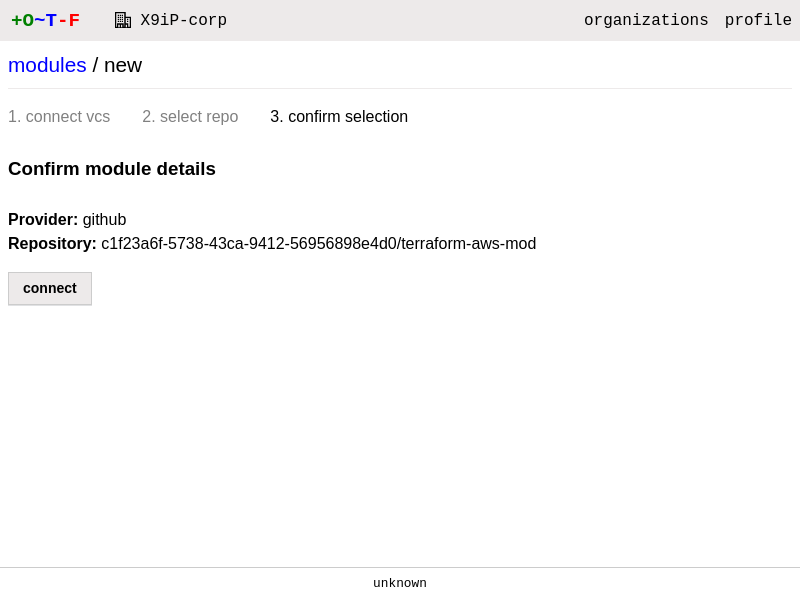 +O~T-F X9iP-corp organizations profile
modules / new
1. connect vcs 2. select repo 3. confirm selection
Confirm module details
Provider: github
Repository: c1f23a6f-5738-43ca-9412-56956898e4d0/terraform-aws-mod
connect
unknown